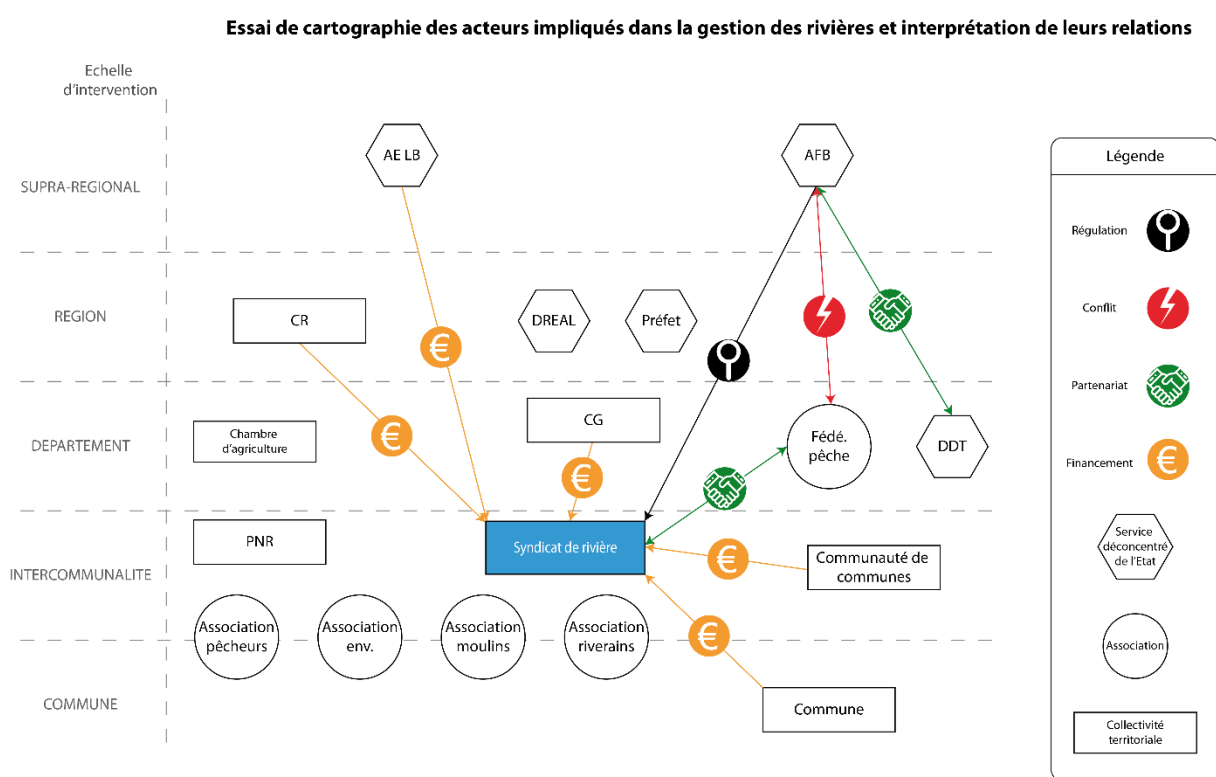 Essai de cartographie des acteurs impliqués dans la gestion des rivières et interprétation de leurs relations
Echelle
d'intervention
SUPRA-REGIONAL
AE LB
AFB
REGION
CR
DREAL
Préfet
€
DEPARTEMENT
Chambre
d'agriculture
€
CG
€
Fédé.
pêche
DDT
INTERCOMMUNALITE
PNR
Syndicat de rivière
€
Communauté de
communes
Association
pêcheurs
Association
env.
Association
moulins
Association
riverains
€
COMMUNE
Commune
Légende
Régulation
Conflit
Partenariat
Financement
€
Service
déconcentré
de l'Etat
Association
Collectivité
territoriale